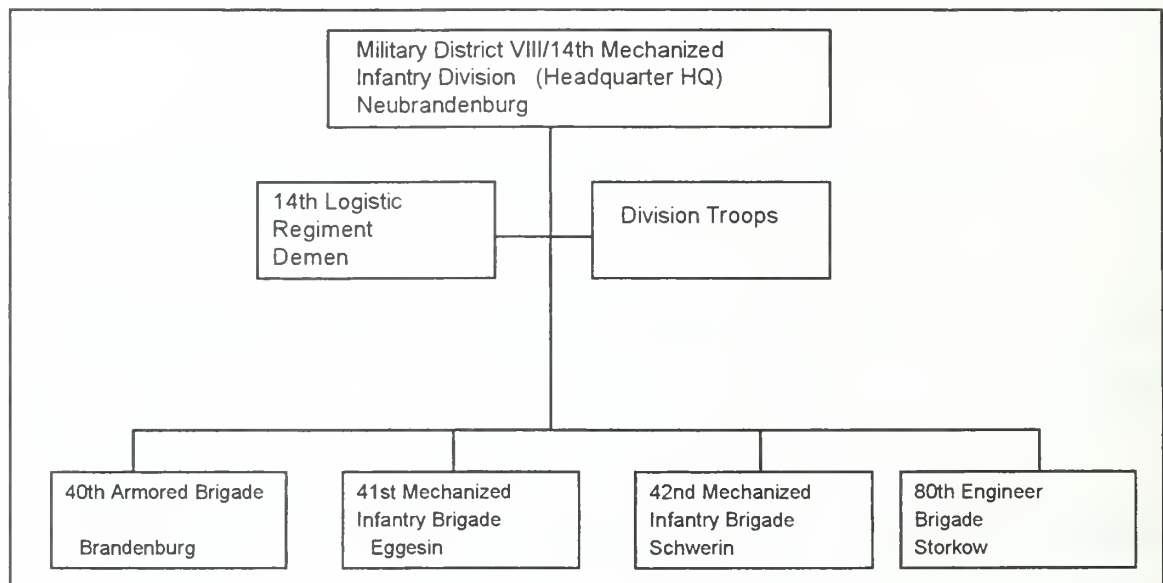 Military District VIII/14th Mechanized
Infantry Division (Headquarter HQ)
Neubrandenburg
14th Logistic
Regiment
Demen
Division Troops
40th Armored Brigade
Brandenburg
41st Mechanized
Infantry Brigade
Eggesin
42nd Mechanized
Infantry Brigade
Schwerin
80th Engineer
Brigade
Storkow